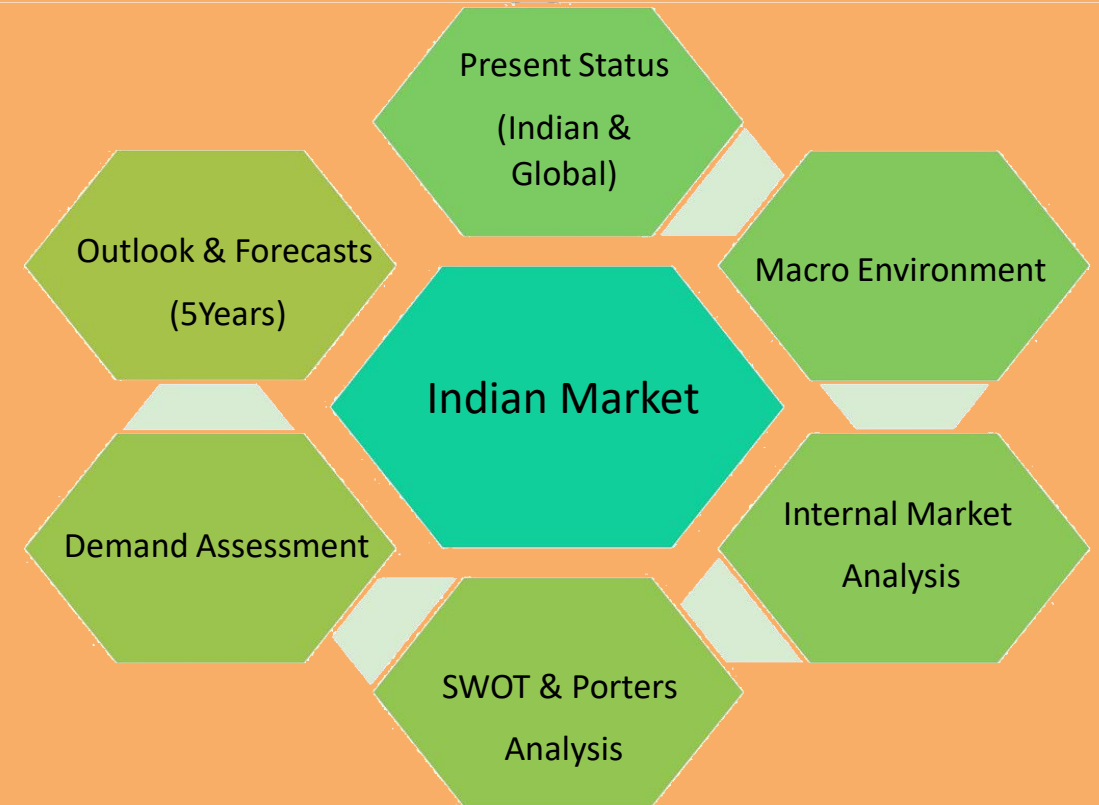 Present Status
(Indian &
Global)
Macro Environment
Internal Market
Analysis
SWOT & Porters
Analysis
Demand Assessment
Outlook & Forecasts
(5Years)
Indian Market